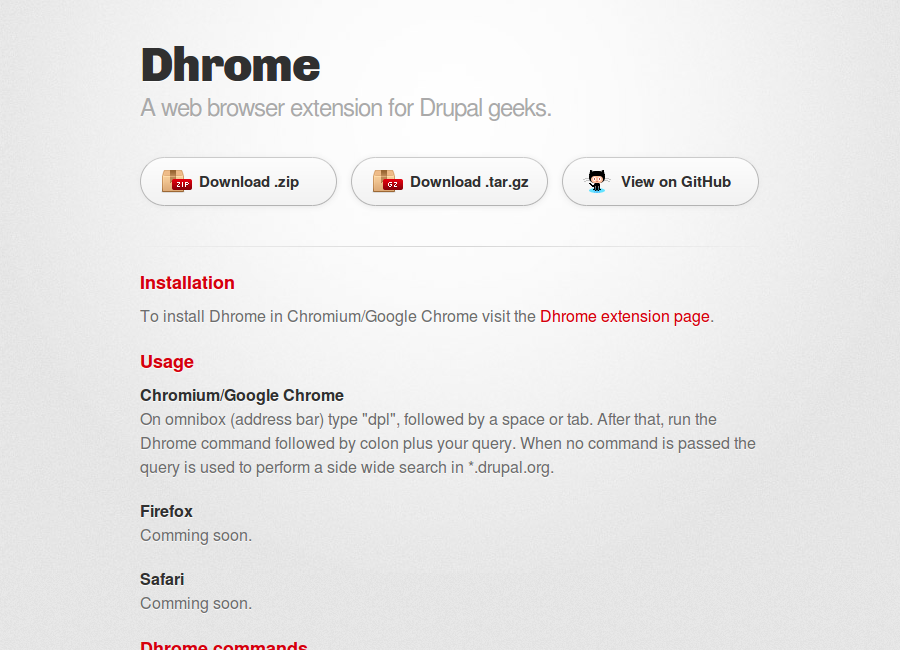 Dhrome
A web browser extension for Drupal geeks.
ZIP Download .zip
GZ Download .tar.gz
View on GitHub
Installation
To install Dhrome in Chromium/Google Chrome visit the Dhrome extension page.
Usage
Chromium/Google Chrome
On omnibox (address bar) type "dpl", followed by a space or tab. After that, run the
Dhrome command followed by colon plus your query. When no command is passed the
query is used to perform a side wide search in *.drupal.org.
Firefox
Comming soon.
Safari
Comming soon.
Dhrome commands